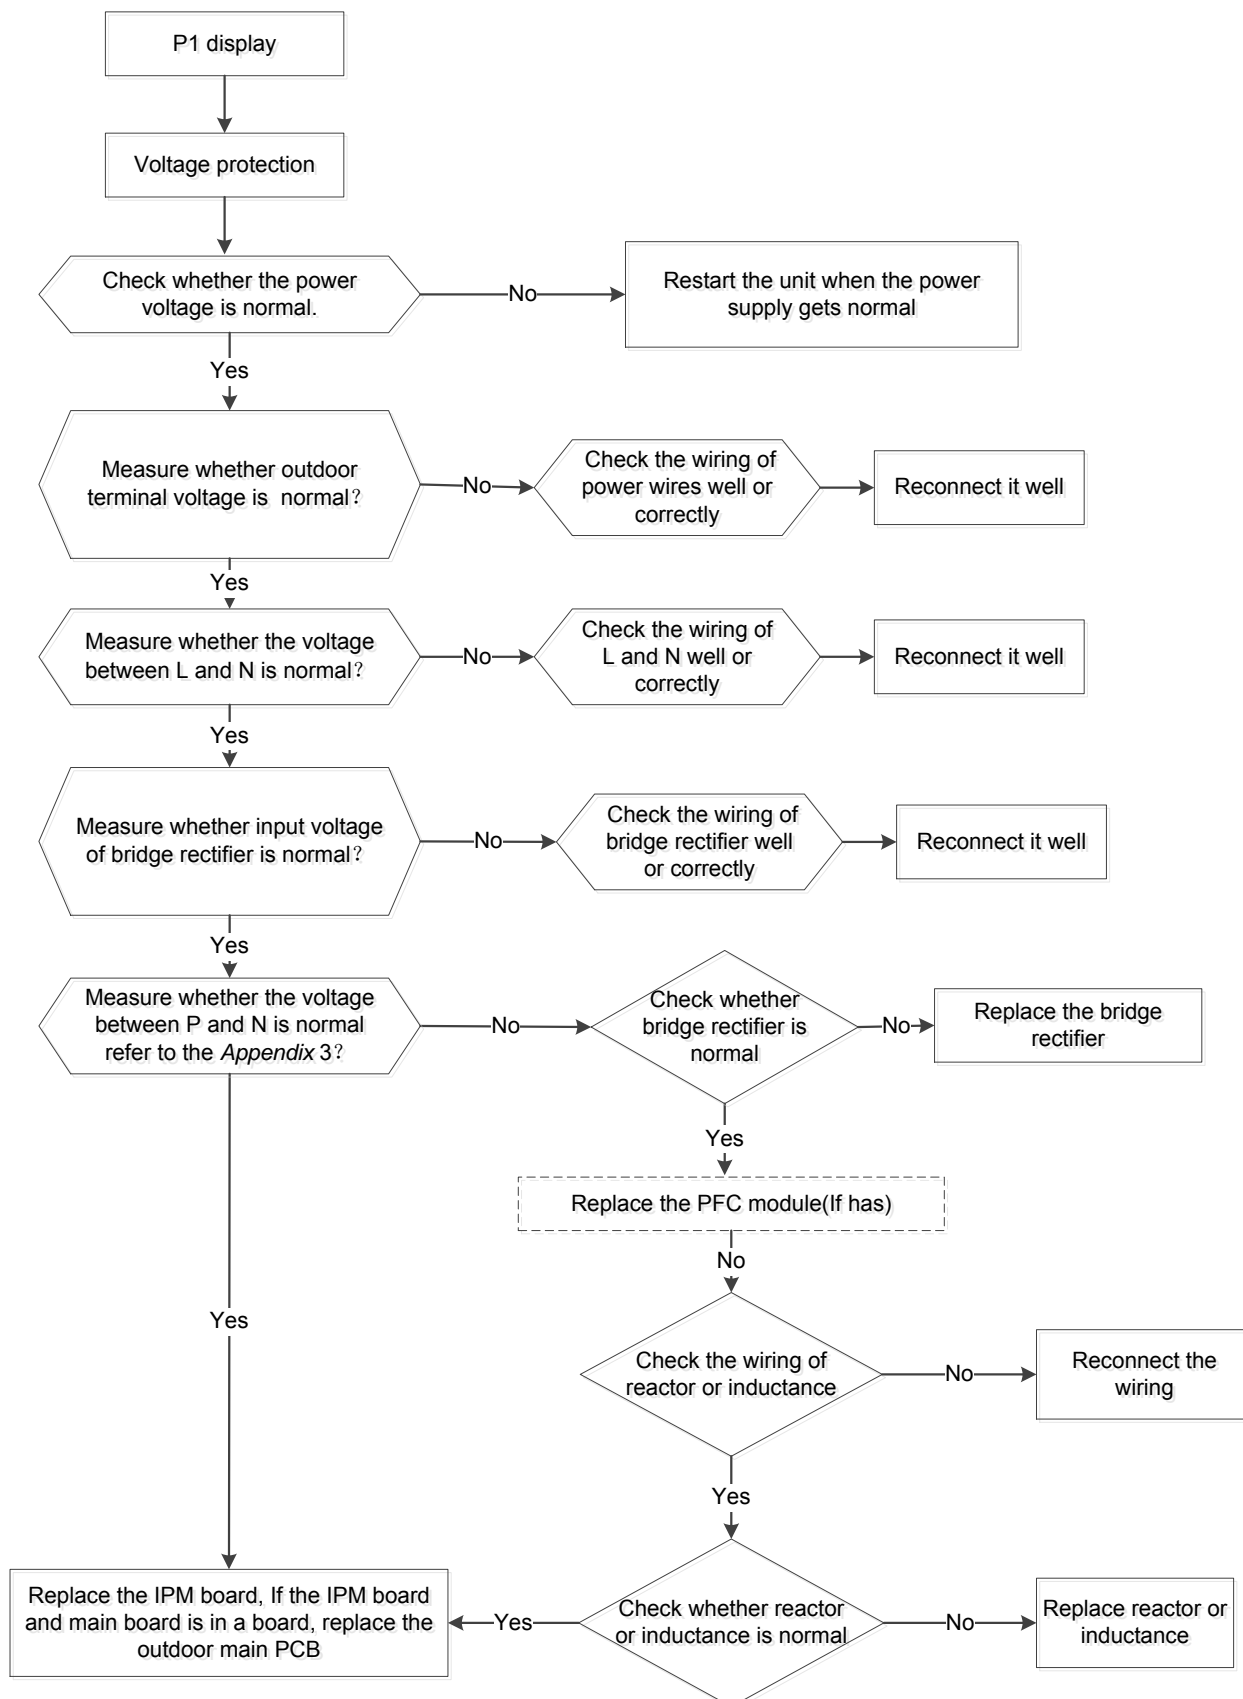 P1 display
Voltage protection
Check whether the power
voltage is normal.
No
Restart the unit when the power
supply gets normal
Yes
Measure whether outdoor
terminal voltage is normal？
No
Check the wiring of
power wires well or
correctly
Reconnect it well
Yes
Measure whether the voltage
between L and N is normal？
No
Check the wiring of
L and N well or
correctly
Reconnect it well
Yes
Measure whether input voltage
of bridge rectifier is normal？
No
Check the wiring of
bridge rectifier well
or correctly
Reconnect it well
Yes
Measure whether the voltage
between P and N is normal
refer to the Appendix 3？
No
Check whether
bridge rectifier is
normal
No
Replace the bridge
rectifier
Yes
Replace the PFC module(If has)
No
Yes
Check the wiring of
reactor or inductance
No
Reconnect the
wiring
Yes
Replace the IPM board, If the IPM board
and main board is in a board, replace the
outdoor main PCB
Yes
Check whether reactor
or inductance is normal
No
Replace reactor or
inductance